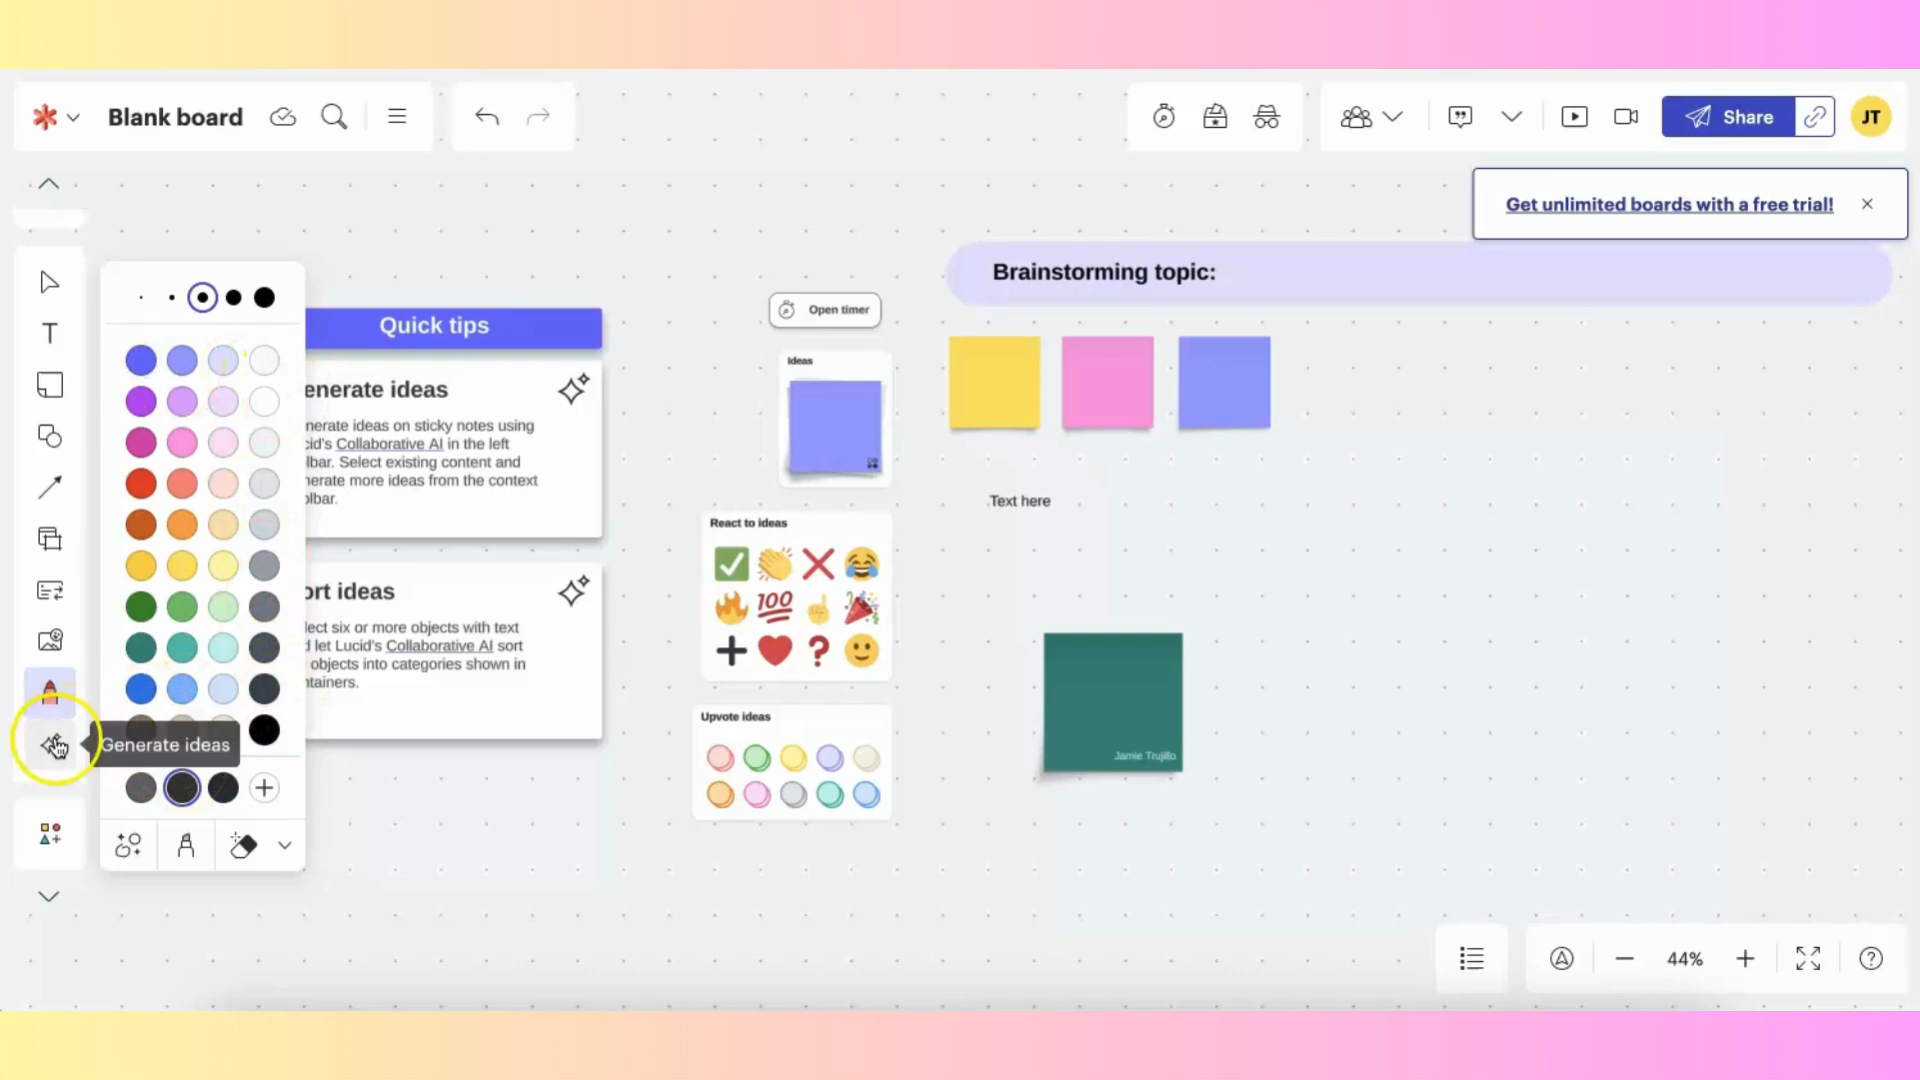 Blank board
Share
JT
Get unlimited boards with a free trial!
Brainstorming topic:
Quick tips
Open timer
Ideas
enerate ideas
nerate ideas on sticky notes using
cid's Collaborative AI in the left
lbar. Select existing content and
nerate more ideas from the context
olbar.
Text here
React to ideas
100
ort ideas
lect six or more objects with text
d let Lucid's Collaborative AI sort
objects into categories shown in
ntainers.
Upvote ideas
Generate ideas
Jamie Trujillo
44%